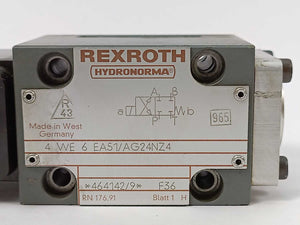 REXROTH
HYDRONORMA®
R
43
A B
a b
P T
965
Made in West
Germany
4 WE 6 EA51/AG24NZ4
*464142/9* F36
RN 176,91 Blatt 1 H